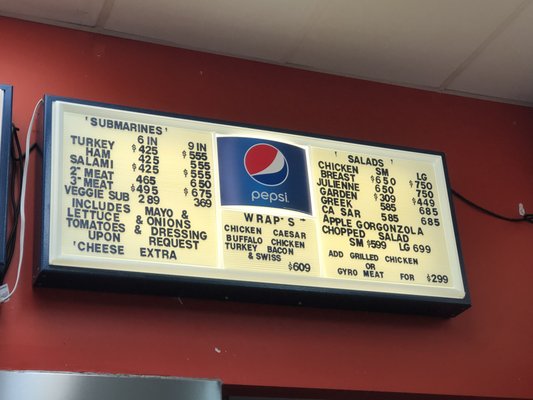 'SUBMARINES'
6 IN 9 IN
TURKEY $425 $555
HAM 425 555
SALAMI 425 555
2" MEAT 465 650
3" MEAT $495 $675
VEGGIE SUB 289 369
INCLUDES MAYO &
LETTUCE & ONIONS
TOMATOES & DRESSING
UPON REQUEST
'CHEESE EXTRA
pepsi
WRAP'S
CHICKEN CAESAR
BUFFALO CHICKEN
TURKEY BACON
& SWISS
$609
'SALADS'
CHICKEN SM LG
BREAST $650 $750
JULIENNE 650 750
GARDEN $309 $449
GREEK 585 685
CA SAR 585 685
APPLE GORGONZOLA
CHOPPED SALAD
SM $599 LG 699
ADD GRILLED CHICKEN
OR
GYRO MEAT FOR $299